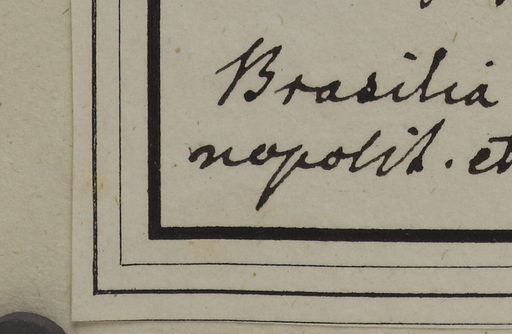 Brasilia
nopolit. et